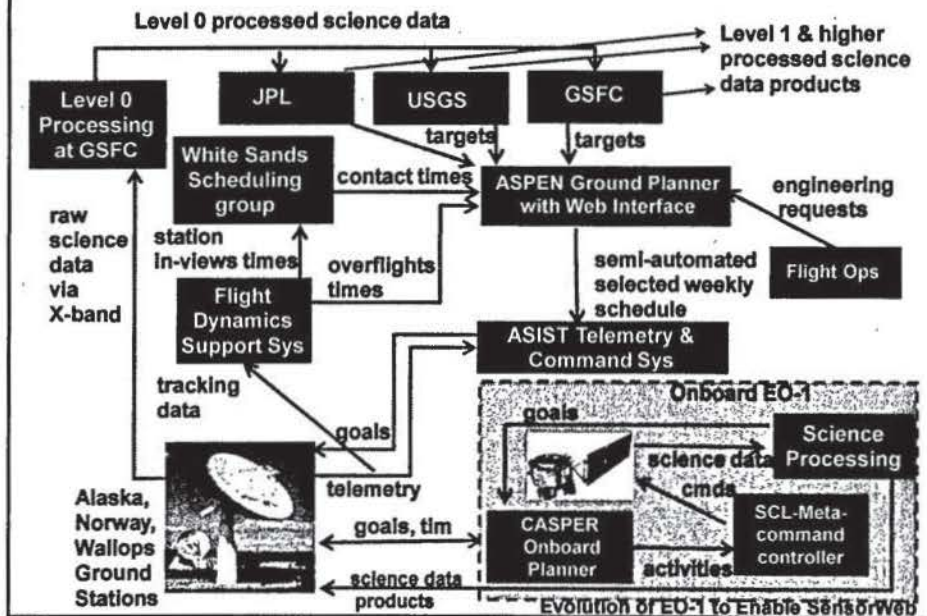 Level 0 processed science data
Level 1 & higher
processed science
data products
Level 0
Processing
at GSFC
JPL
USGS
GSFC
targets
targets
White Sands
Scheduling
group
contact times
ASPEN Ground Planner
with Web Interface
engineering
requests
raw
science
data
via
X-band
station
in-views times
overflights
times
semi-automated
selected weekly
schedule
Flight Ops
Flight
Dynamics
Support Sys
ASIST Telemetry &
Command Sys
tracking
data
goals
telemetry
Onboard EO-1
goals
science data
Science
Processing
cmds
Alaska,
Norway,
Wallops
Ground
Stations
goals, tlm
CASPER
Onboard
Planner
activities
SCL-Meta-
command
controller
science data
products
Evolution of EO-1 to Enable Sensor Web